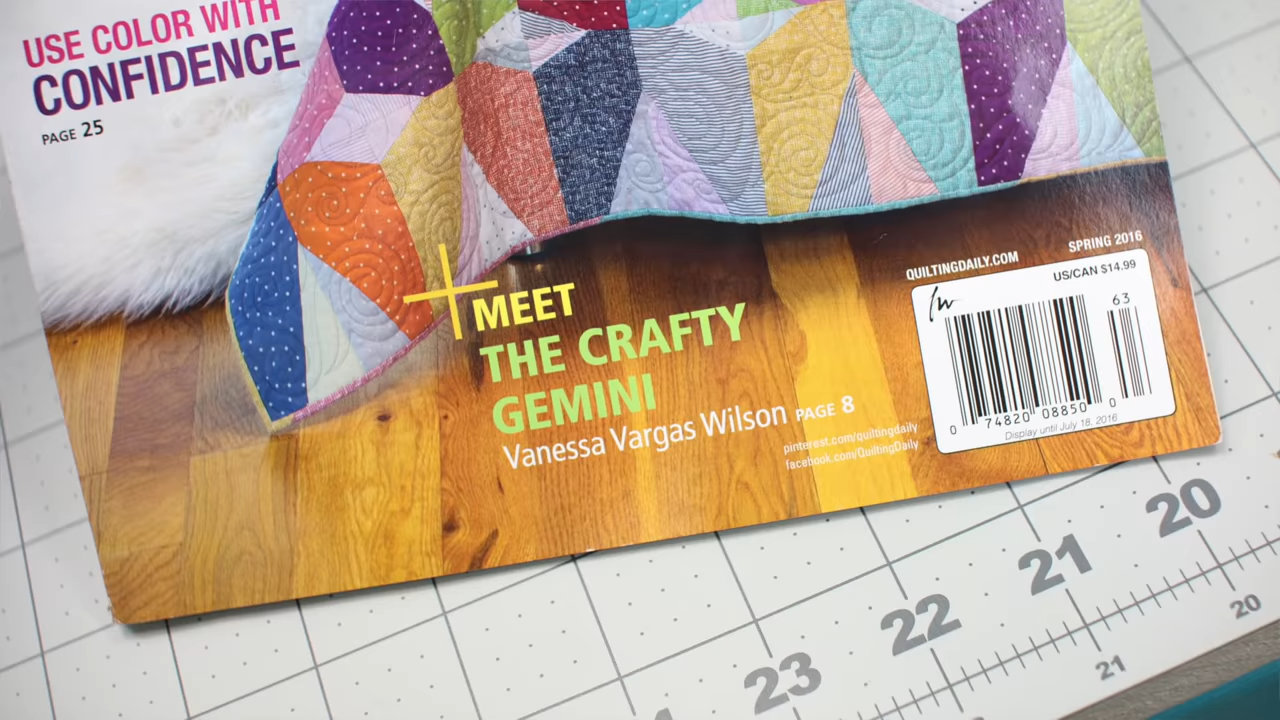 USE COLOR WITH
CONFIDENCE
PAGE 25
MEET
THE CRAFTY
GEMINI
Vanessa Vargas Wilson PAGE 8
pinterest.com/quiltingdaily
facebook.com/QuiltingDaily
QUILTINGDAILY.COM
SPRING 2016
US/CAN $14.99
63
0 74820 08850 0
Display until July 18, 2016
20
21
22
23
20
21